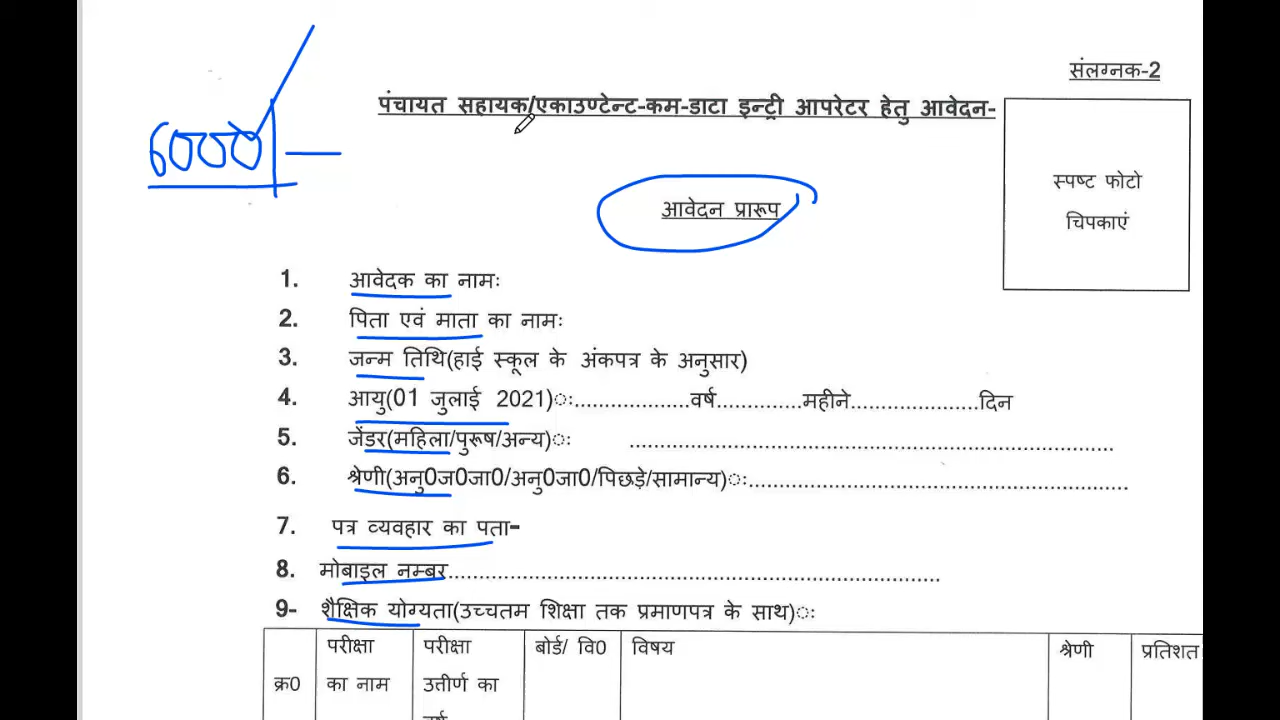 संलग्नक-2
पंचायत सहायक/एकाउण्टेन्ट-कम-डाटा इन्ट्री आपरेटर हेतु आवेदन-
6000/-
स्पष्ट फोटो
चिपकाएं
आवेदन प्रारूप
1. आवेदक का नामः
2. पिता एवं माता का नामः
3. जन्म तिथि(हाई स्कूल के अंकपत्र के अनुसार)
4. आयु(01 जुलाई 2021)ः..............वर्ष............महीने..................दिन
5. जेंडर(महिला/पुरूष/अन्य)ः ..........................................................
6. श्रेणी(अनु0ज0जा0/अनु0जा0/पिछड़े/सामान्य)ः.............................................
7. पत्र व्यवहार का पता-
8. मोबाइल नम्बर...........................................................
9- शैक्षिक योग्यता(उच्चतम शिक्षा तक प्रमाणपत्र के साथ)ः
क्र0 परीक्षा का नाम परीक्षा उत्तीर्ण का वर्ष बोर्ड/ वि0 विषय श्रेणी प्रतिशत